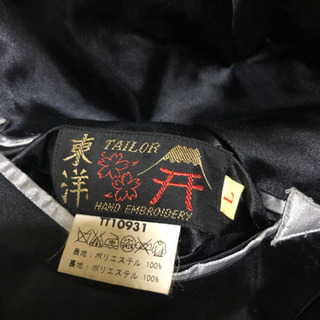 東洋
TAILOR
HAND EMBROIDERY
L
TT10931
表地：ポリエステル 100%
裏地：ポリエステル 100%